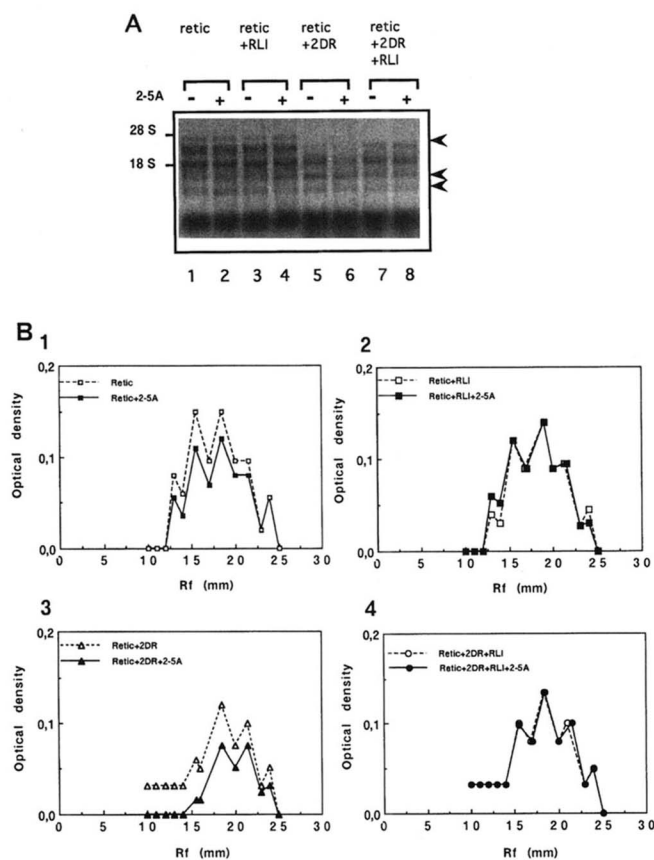 A
retic retic retic retic
+RLI +2DR +2DR
+RLI
2-5A - + - + - + - +
28 S
18 S
1 2 3 4 5 6 7 8
B
1
Retic
Retic+2-5A
Optical density
0,2
0,1
0,0
0 5 10 15 20 25 30
Rf (mm)
2
Retic+RLI
Retic+RLI+2-5A
Optical density
0,2
0,1
0,0
0 5 10 15 20 25 30
Rf (mm)
3
Retic+2DR
Retic+2DR+2-5A
Optical density
0,2
0,1
0,0
0 5 10 15 20 25 30
Rf (mm)
4
Retic+2DR+RLI
Retic+2DR+RLI+2-5A
Optical density
0,2
0,1
0,0
0 5 10 15 20 25 30
Rf (mm)